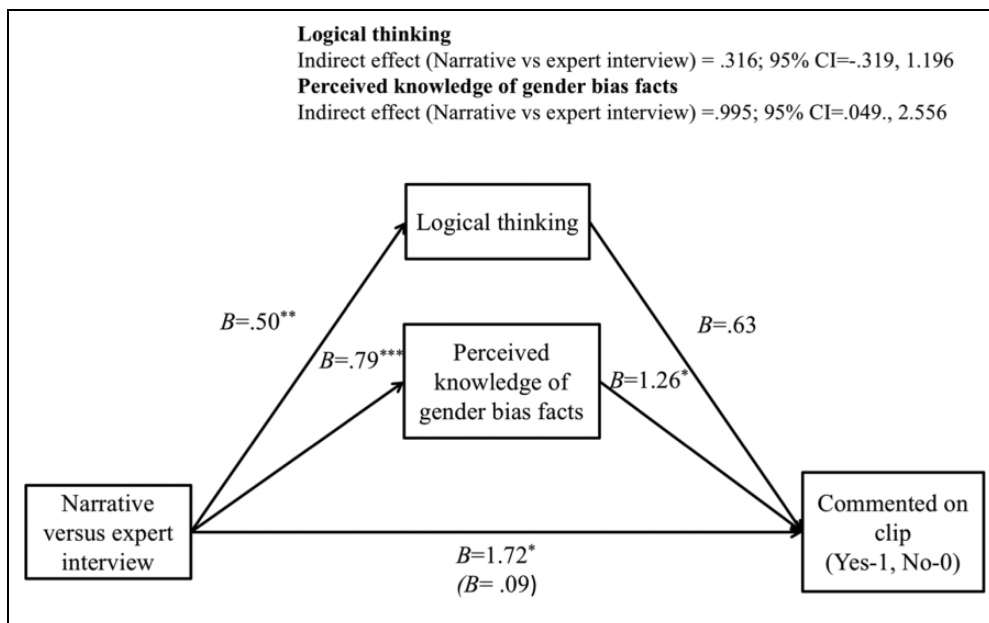 Logical thinking
Indirect effect (Narrative vs expert interview) = .316; 95% CI=-.319, 1.196
Perceived knowledge of gender bias facts
Indirect effect (Narrative vs expert interview) =.995; 95% CI=.049., 2.556
Logical thinking
B=.50**
B=.63
B=.79***
Perceived
knowledge of
gender bias facts
B=1.26*
Narrative
versus expert
interview
Commented on
clip
(Yes-1, No-0)
B=1.72*
(B= .09)